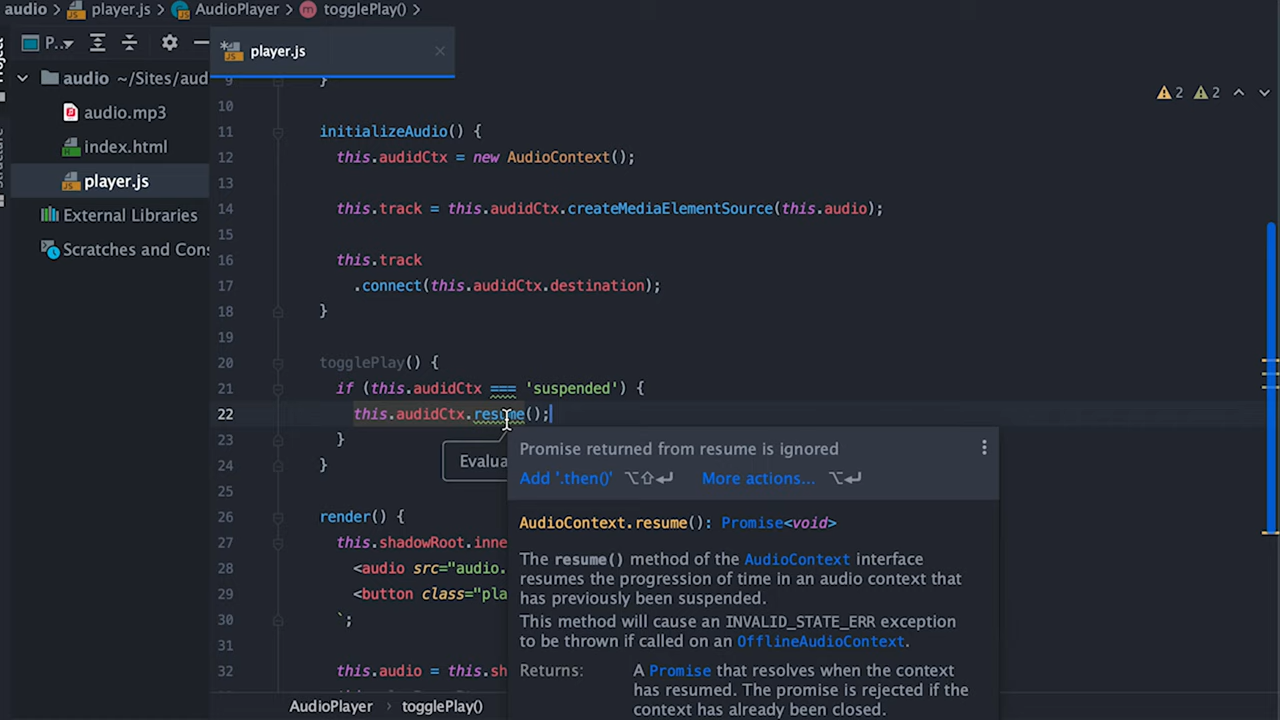 audio player.js AudioPlayer togglePlay()
P..
player.js
Project
audio ~/Sites/aud
audio.mp3
index.html
player.js
External Libraries
Scratches and Cons
2 2
9 }
10
11 initializeAudio() {
12 this.audidCtx = new AudioContext();
13
14 this.track = this.audidCtx.createMediaElementSource(this.audio);
15
16 this.track
17 .connect(this.audidCtx.destination);
18 }
19
20 togglePlay() {
21 if (this.audidCtx === 'suspended') {
22 this.audidCtx.resume();
23 }
24 }
25
26 render() {
27 this.shadowRoot.inne
28 <audio src="audio.
29 <button class="pla
30 `;
31
32 this.audio = this.sh
Evalua
Promise returned from resume is ignored
Add '.then()' ⌥⇧↵ More actions... ⌥↵
AudioContext.resume(): Promise<void>
The resume() method of the AudioContext interface
resumes the progression of time in an audio context that
has previously been suspended.
This method will cause an INVALID_STATE_ERR exception
to be thrown if called on an OfflineAudioContext.
Returns: A Promise that resolves when the context
has resumed. The promise is rejected if the
context has already been closed.
AudioPlayer togglePlay()